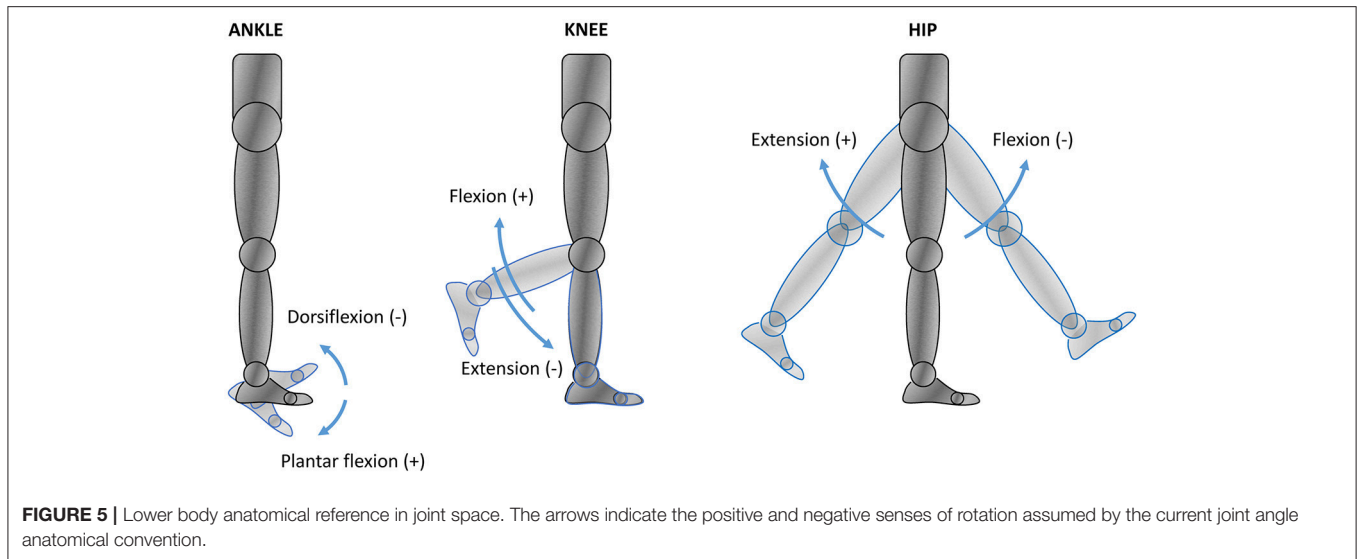 ANKLE
KNEE
HIP
Extension (+)
Flexion (-)
Flexion (+)
Dorsiflexion (-)
Extension (-)
Plantar flexion (+)
FIGURE 5 | Lower body anatomical reference in joint space. The arrows indicate the positive and negative senses of rotation assumed by the current joint angle
anatomical convention.